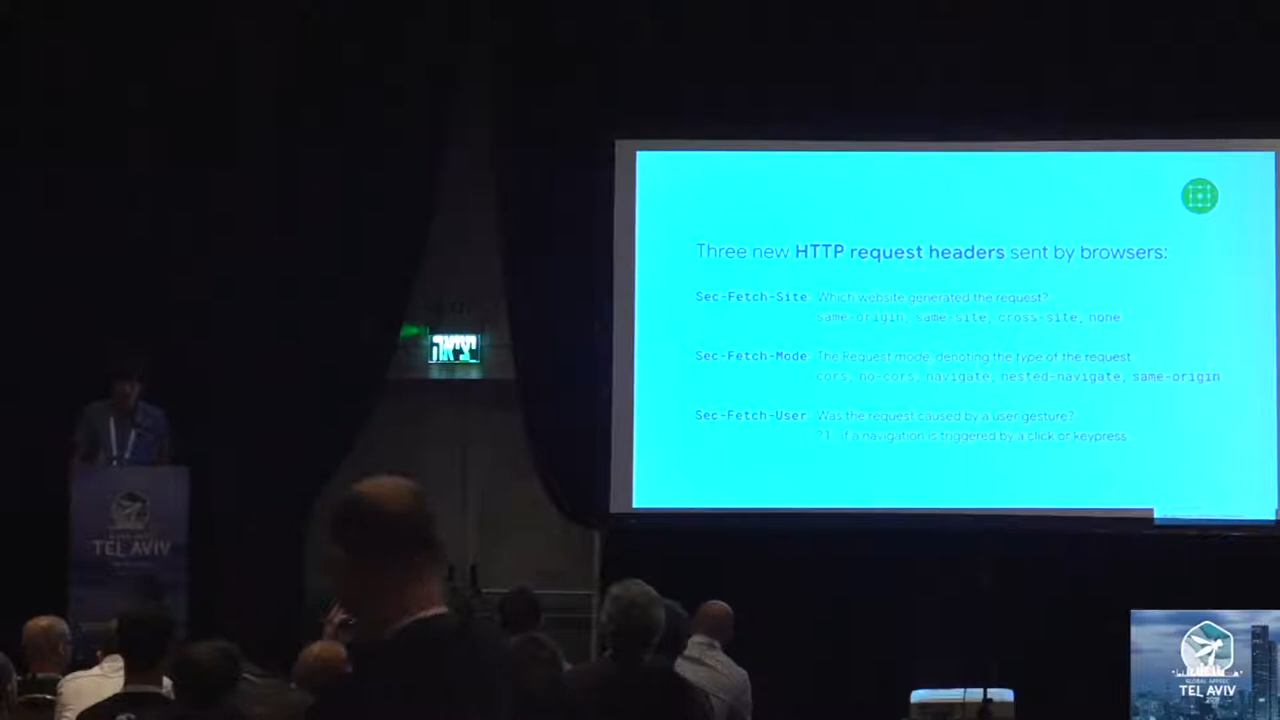 Three new HTTP request headers sent by browsers:
Sec-Fetch-Site: Which website generated the request?
same-origin, same-site, cross-site, none
Sec-Fetch-Mode: The Request mode, denoting the type of the request
cors, no-cors, navigate, nested-navigate, same-origin
Sec-Fetch-User: Was the request caused by a user gesture?
?1 if a navigation is triggered by a click or keypress
יציאה
TEL AVIV
GLOBAL APPSEC
TEL AVIV